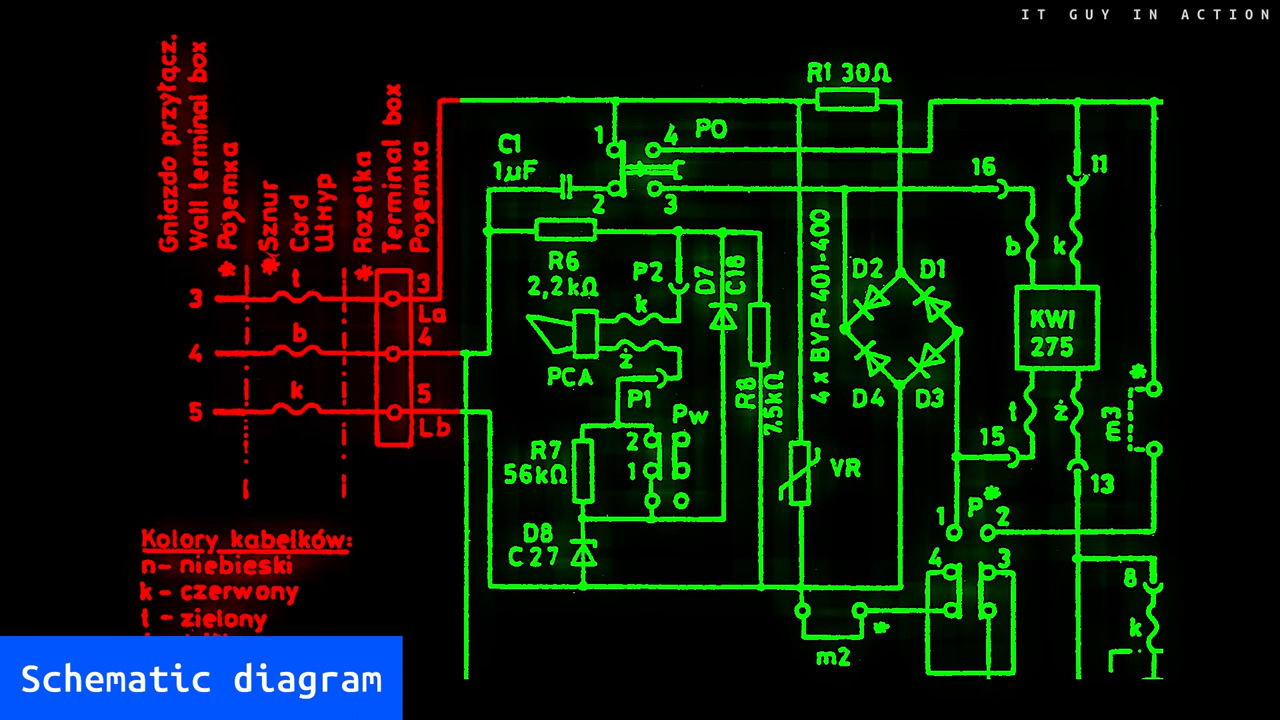 IT GUY IN ACTION
Gniazdo przyłącz.
Wall terminal box
* Розетка
*Sznur
Cord
Шнур
* Rozetka
Terminal box
Розетка
3
t
3
La
4
b
4
5
k
5
Lb
Kolory kabelków:
n- niebieski
k - czerwony
t - zielony
R1 30Ω
C1
1µF
1
4
PO
2
3
R6
2,2kΩ
P2
k
D7
C18
PCA
ż
P1
R8
7,5kΩ
R7
56kΩ
Pw
2
1
D8
C27
4 x BYP-401-400
VR
D2
D1
D4
D3
16
11
b
k
KWI
275
t
ż
15
13
*
m3
P*
1
2
4
3
8
k
m2
*
Schematic diagram